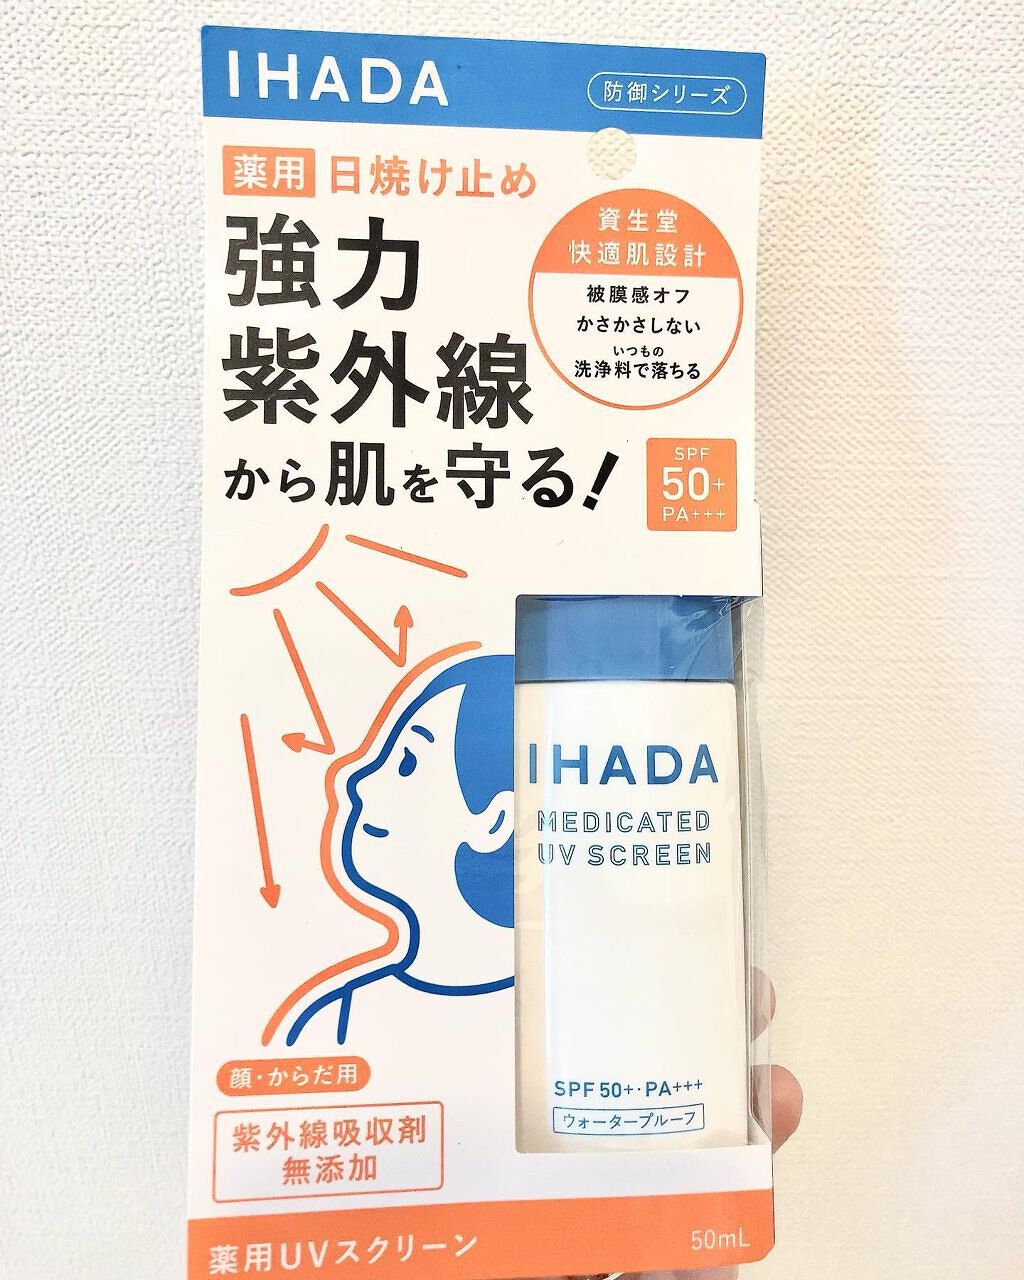 IHADA
防御シリーズ
薬用 日焼け止め
強力
紫外線
から肌を守る!
資生堂
快適肌設計
被膜感オフ
かさかさしない
いつもの
洗浄料で落ちる
SPF
50+
PA+++
IHADA
MEDICATED
UV SCREEN
SPF 50+・PA+++
ウォータープルーフ
顔・からだ用
紫外線吸収剤
無添加
薬用UVスクリーン
50mL